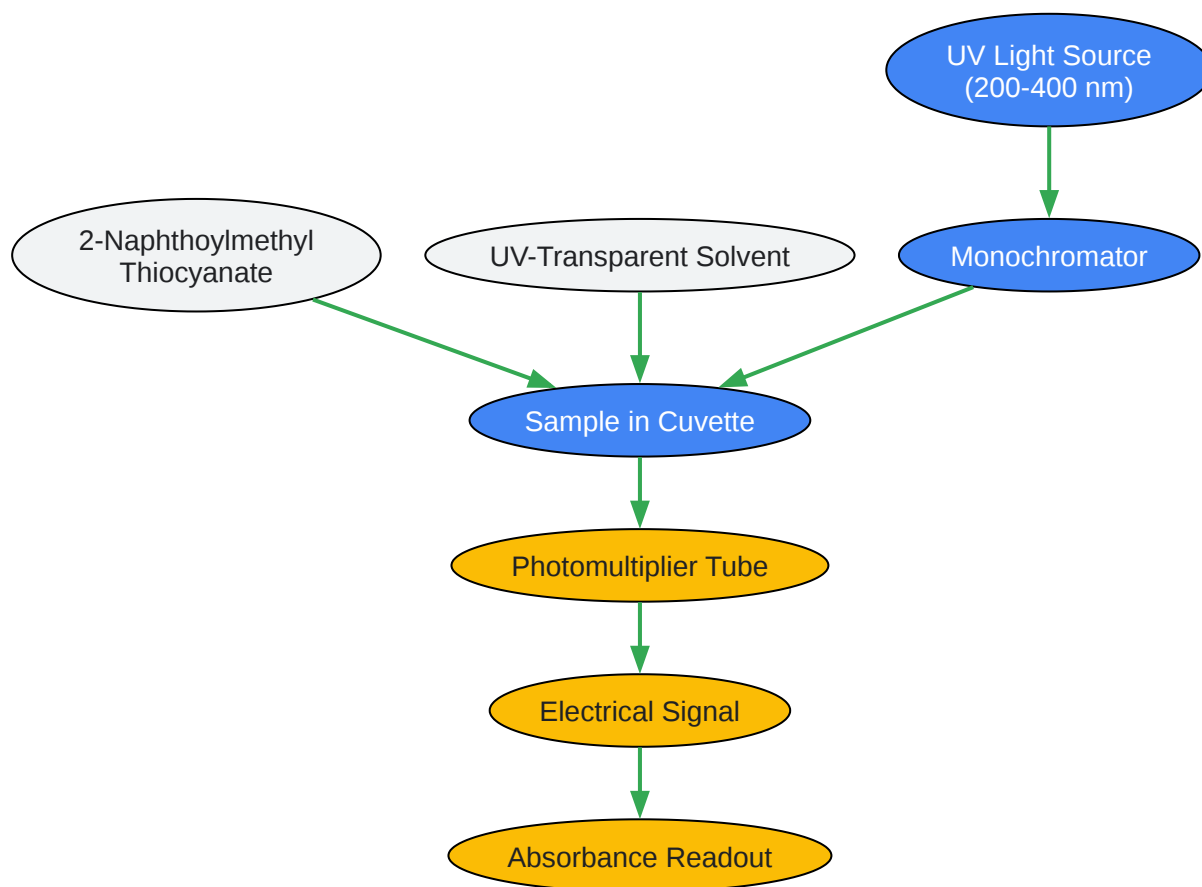 UV Light Source
(200-400 nm)
2-Naphthoylmethyl
Thiocyanate
UV-Transparent Solvent
Monochromator
Sample in Cuvette
Photomultiplier Tube
Electrical Signal
Absorbance Readout